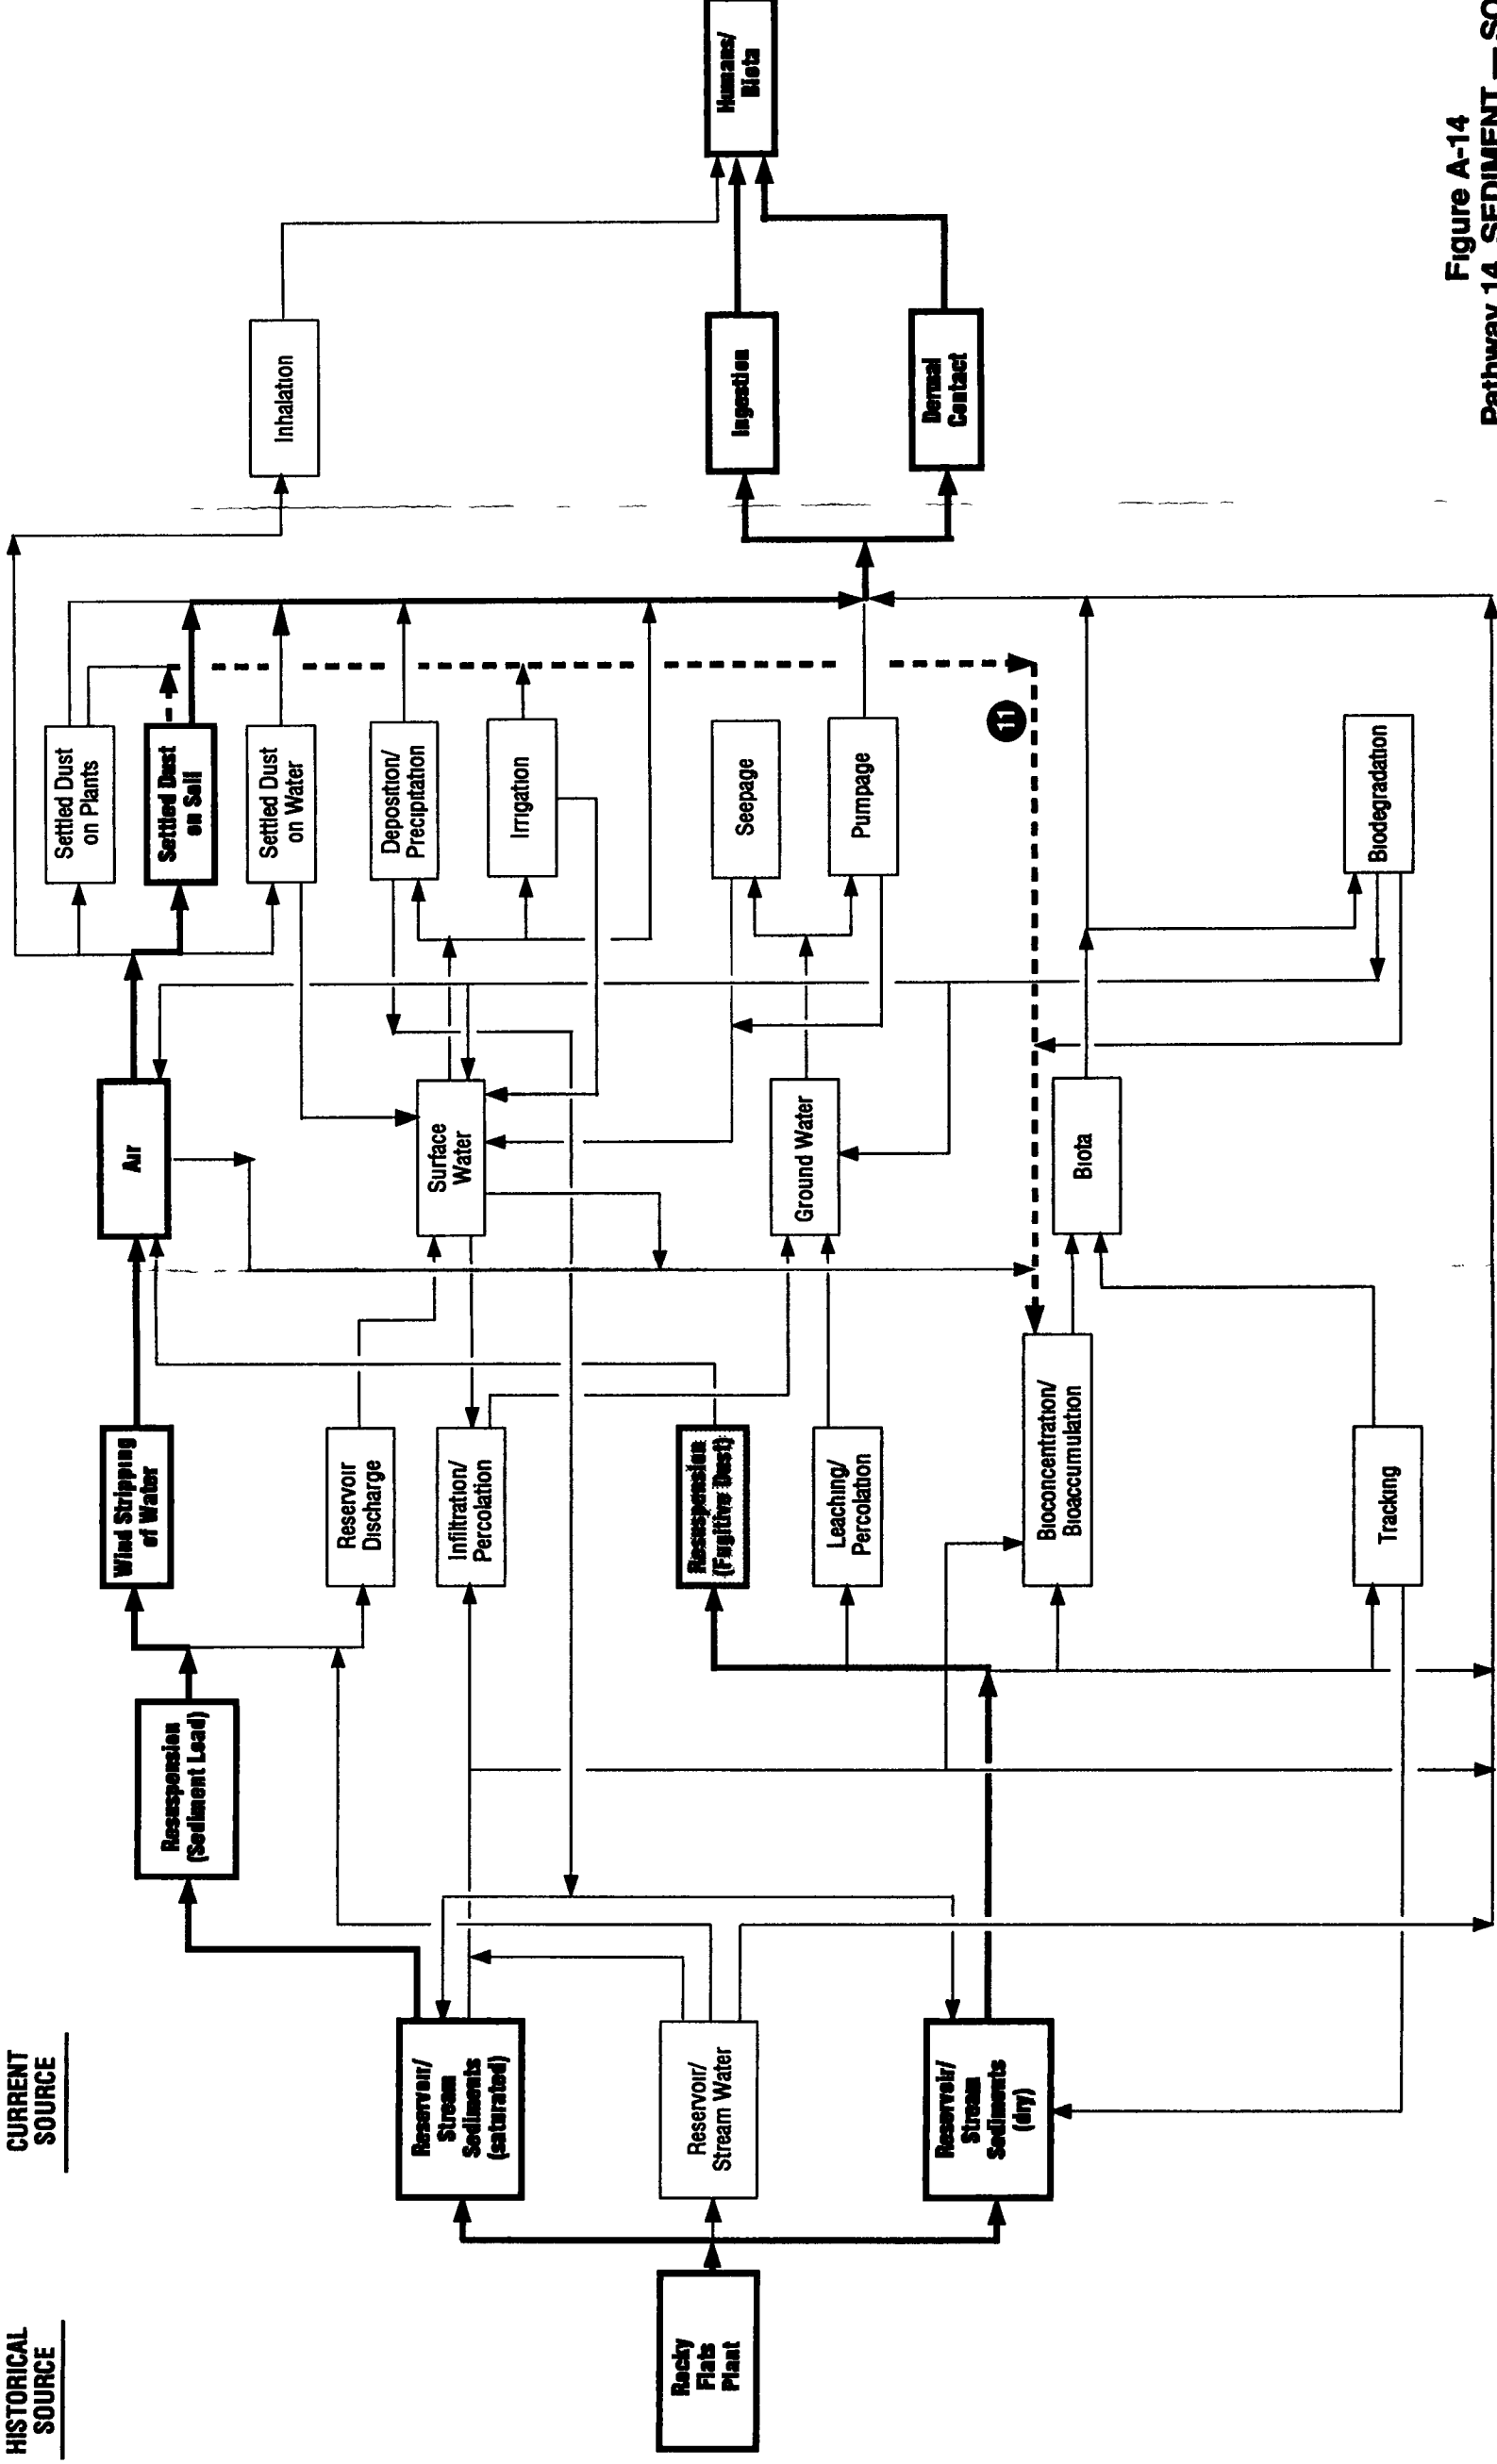 HISTORICAL
SOURCE
CURRENT
SOURCE
Rocky
Flats
Plant
Reservoir/
Stream
Sediments
(saturated)
Reservoir/
Stream Water
Reservoir/
Stream
Sediments
(dry)
Resuspension
(Sediment Load)
Wind Stripping
of Water
Reservoir
Discharge
Infiltration/
Percolation
Resuspension
(Fugitive Dust)
Leaching/
Percolation
Bioconcentration/
Bioaccumulation
Tracking
Air
Surface
Water
Ground Water
Biota
Settled Dust
on Plants
Settled Dust
on Soil
Settled Dust
on Water
Deposition/
Precipitation
Irrigation
Seepage
Pumpage
11
Biodegradation
Inhalation
Ingestion
Dermal
Contact
Humans/
Biota
Figure A-14
Pathway 14 SEDIMENT —